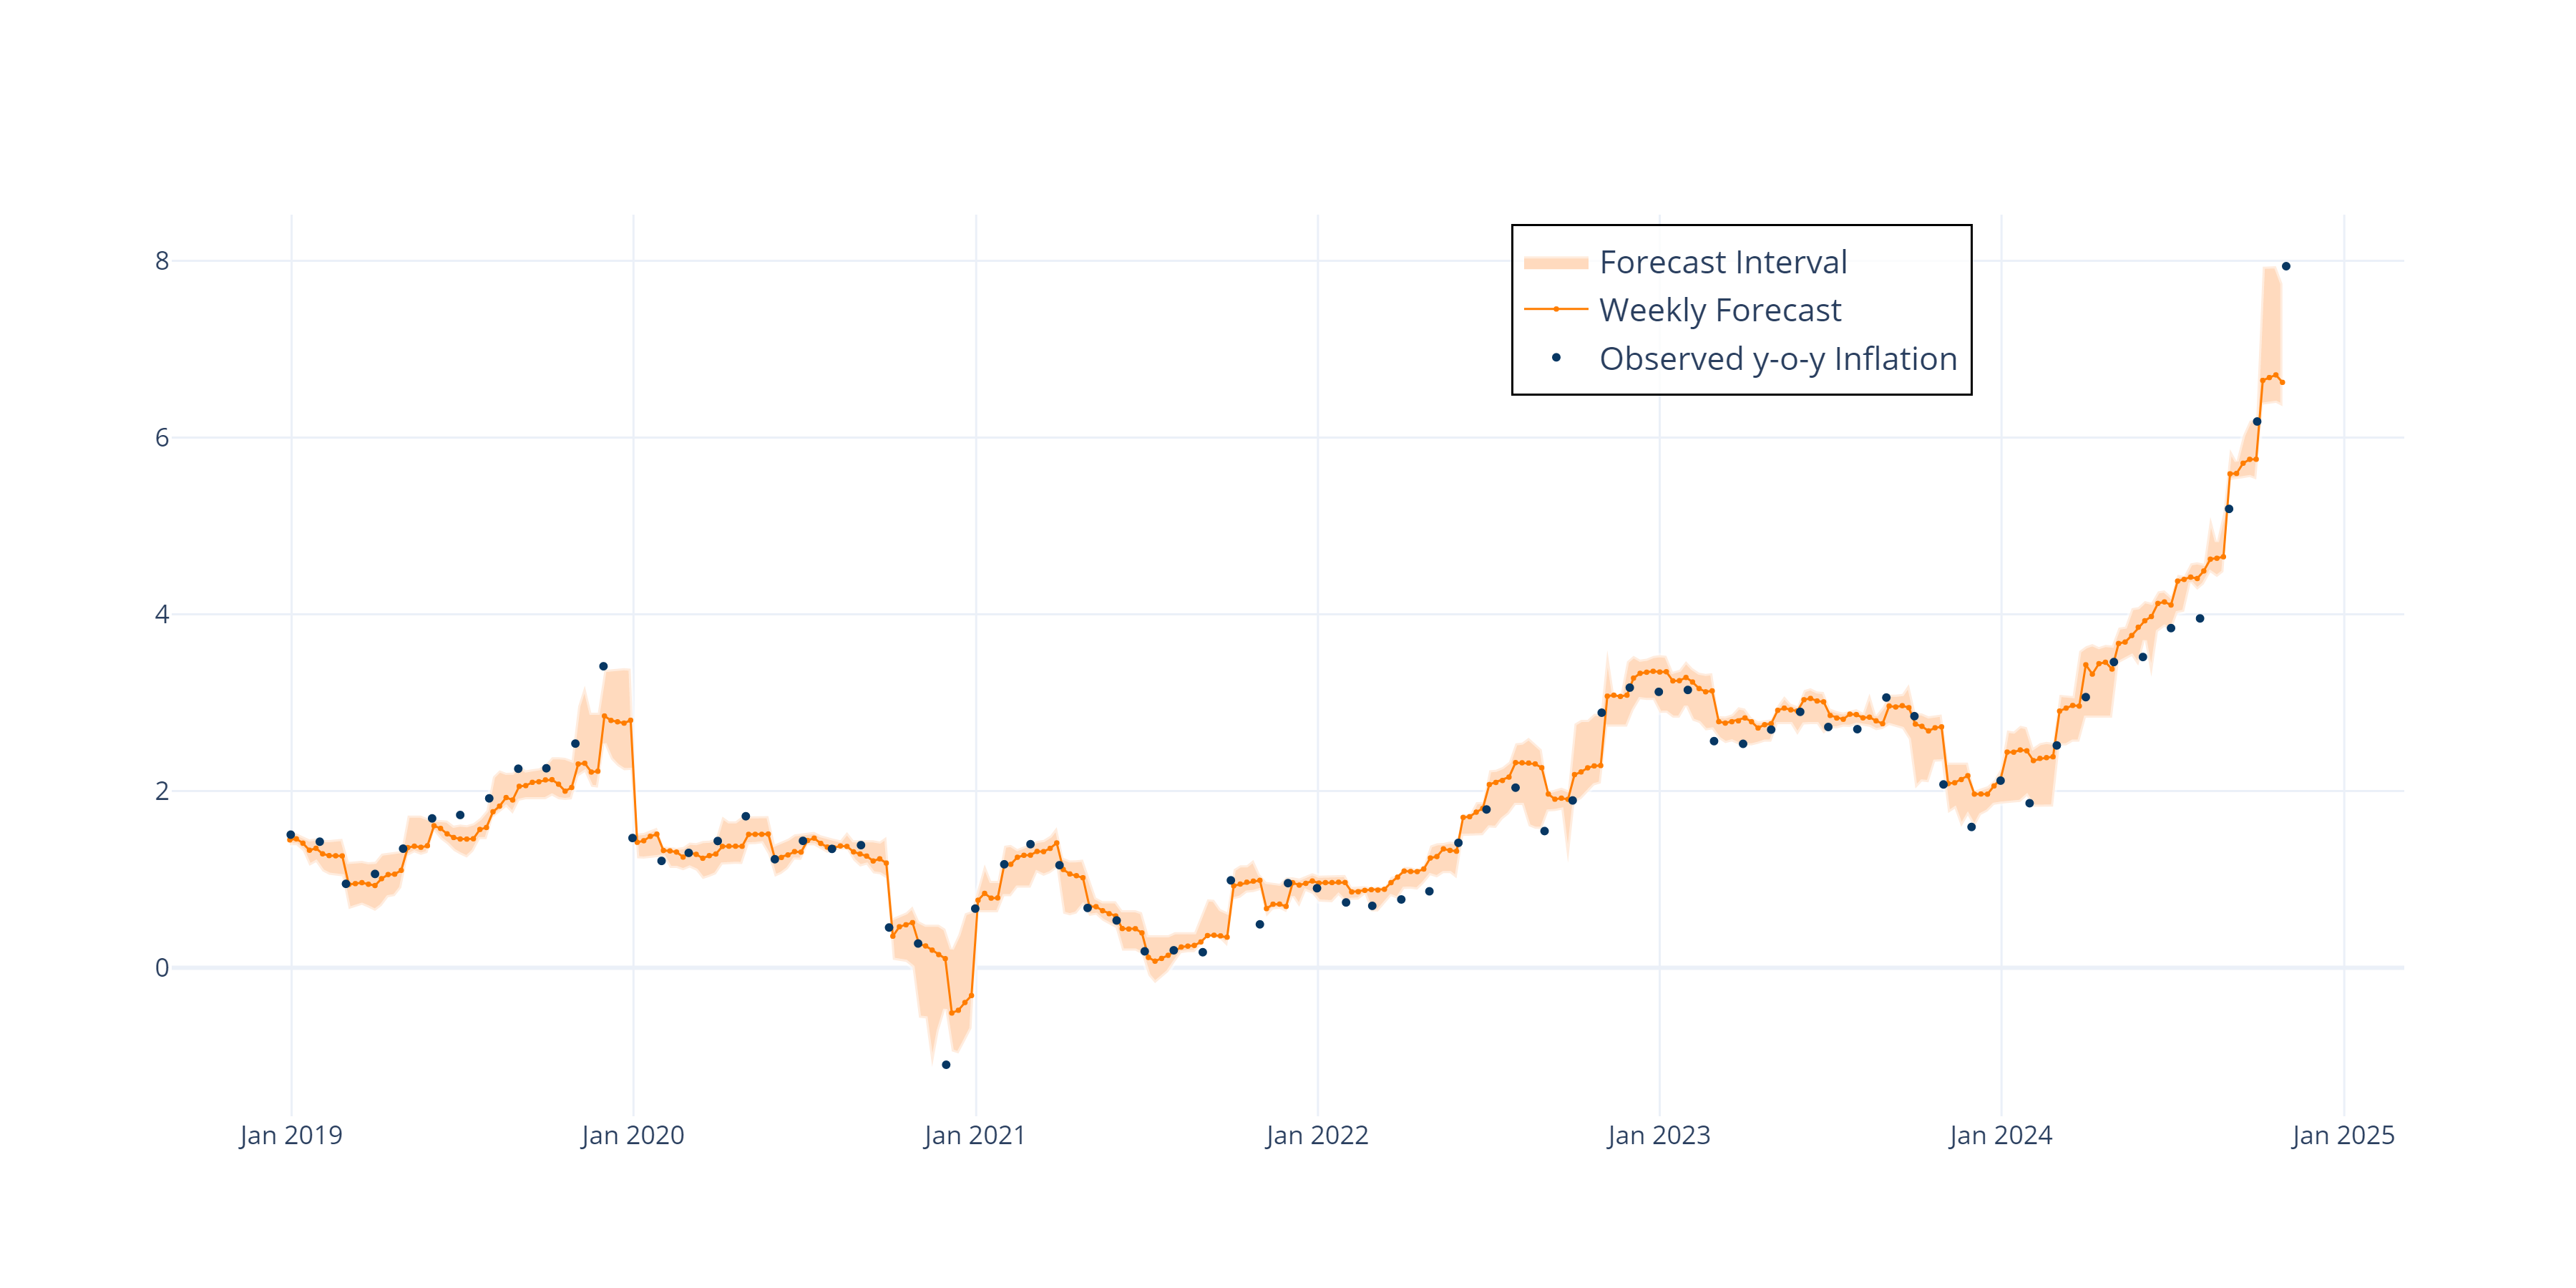 8
6
4
2
0
Forecast Interval
Weekly Forecast
Observed y-o-y Inflation
Jan 2019 Jan 2020 Jan 2021 Jan 2022 Jan 2023 Jan 2024 Jan 2025